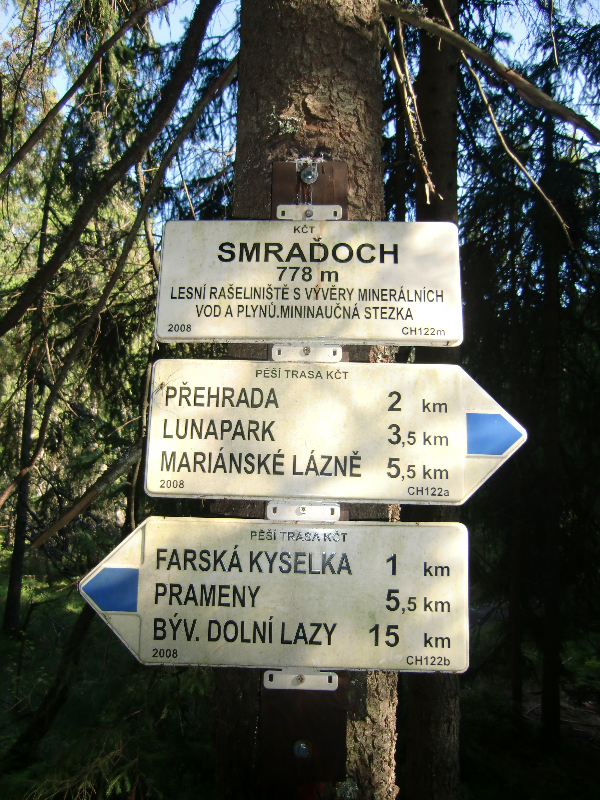 KČT
SMRAĎOCH
778 m
LESNÍ RAŠELINIŠTĚ S VÝVĚRY MINERÁLNÍCH
VOD A PLYNŮ.MININAUČNÁ STEZKA
2008 CH122m
PĚŠÍ TRASA KČT
PŘEHRADA 2 km
LUNAPARK 3,5 km
MARIÁNSKÉ LÁZNĚ 5,5 km
2008 CH122a
PĚŠÍ TRASA KČT
FARSKÁ KYSELKA 1 km
PRAMENY 5,5 km
BÝV. DOLNÍ LAZY 15 km
2008 CH122b